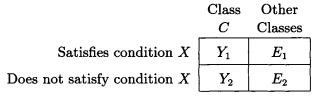 Class Other
C Classes
Satisfies condition X Y₁ E₁
Does not satisfy condition X Y₂ E₂